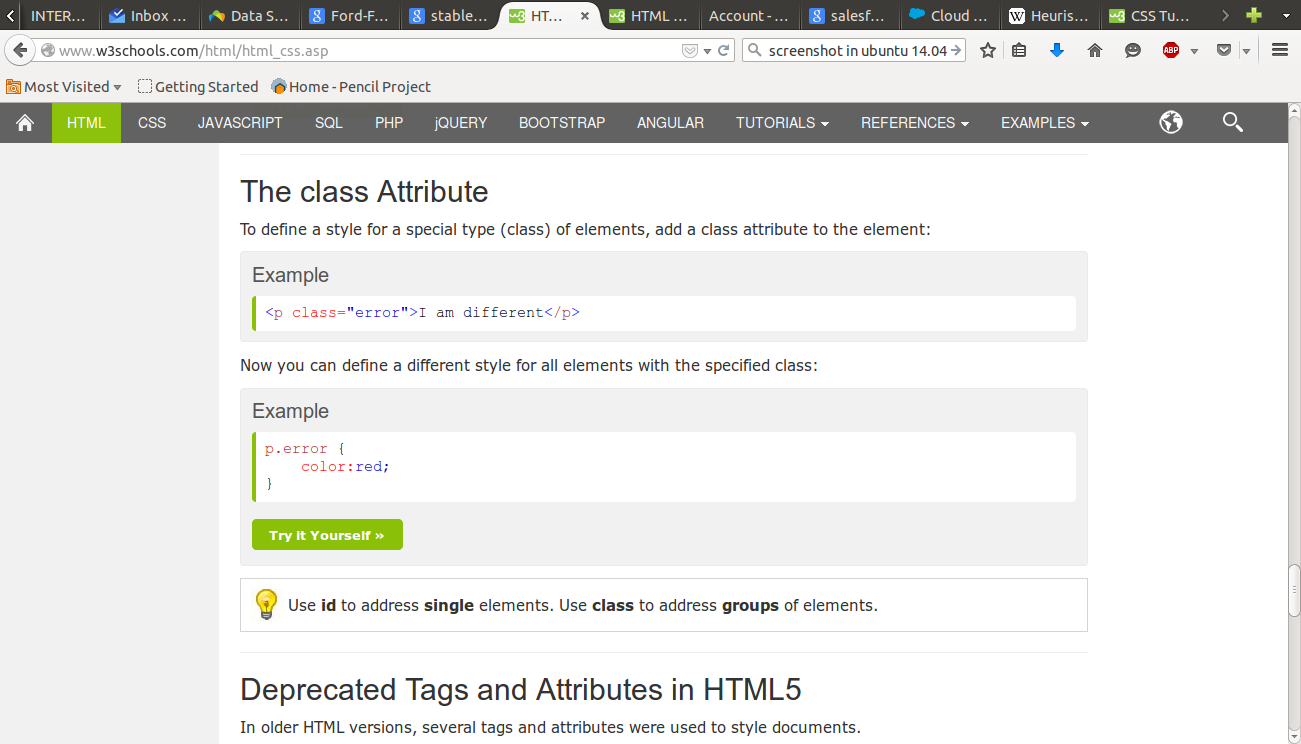 INTER... Inbox ... Data S... Ford-F... stable... HT... HTML ... Account - ... salesf... Cloud ... Heuris... CSS Tu...
www.w3schools.com/html/html_css.asp screenshot in ubuntu 14.04 ABP
Most Visited Getting Started Home - Pencil Project
HTML CSS JAVASCRIPT SQL PHP jQUERY BOOTSTRAP ANGULAR TUTORIALS REFERENCES EXAMPLES
The class Attribute
To define a style for a special type (class) of elements, add a class attribute to the element:
Example
<p class="error">I am different</p>
Now you can define a different style for all elements with the specified class:
Example
p.error {
    color:red;
}
Try it Yourself »
Use id to address single elements. Use class to address groups of elements.
Deprecated Tags and Attributes in HTML5
In older HTML versions, several tags and attributes were used to style documents.